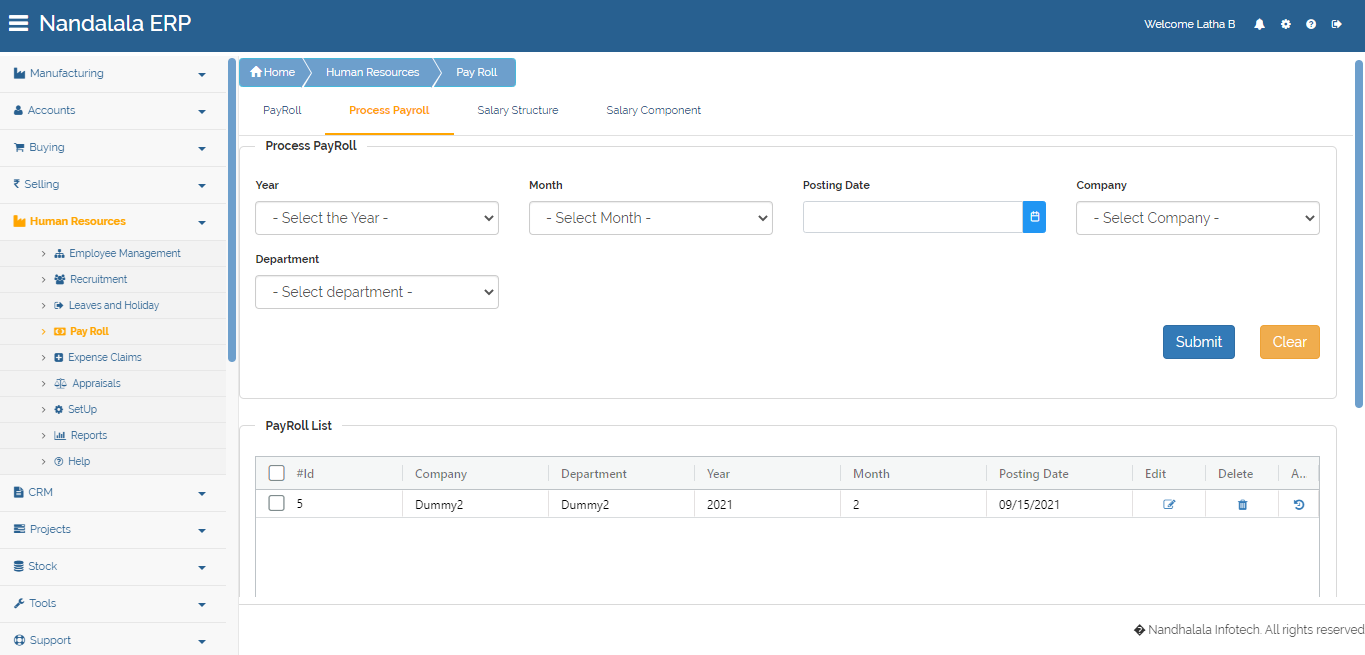 Nandalala ERP
Welcome Latha B
Manufacturing
Accounts
Buying
Selling
Human Resources
Employee Management
Recruitment
Leaves and Holiday
Pay Roll
Expense Claims
Appraisals
SetUp
Reports
Help
CRM
Projects
Stock
Tools
Support
Home Human Resources Pay Roll
PayRoll Process Payroll Salary Structure Salary Component
Process PayRoll
Year Month Posting Date Company
- Select the Year - - Select Month - - Select Company -
Department
- Select department -
Submit Clear
PayRoll List
#Id Company Department Year Month Posting Date Edit Delete A..
5 Dummy2 Dummy2 2021 2 09/15/2021
� Nandhalala Infotech. All rights reserved